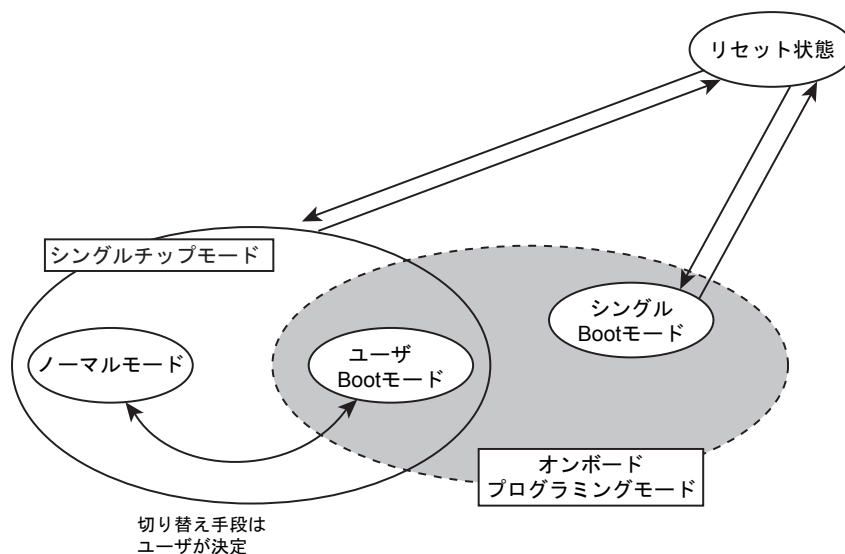 リセット状態
シングルチップモード
シングル
Bootモード
ノーマルモード
ユーザ
Bootモード
オンボード
プログラミングモード
切り替え手段は
ユーザが決定